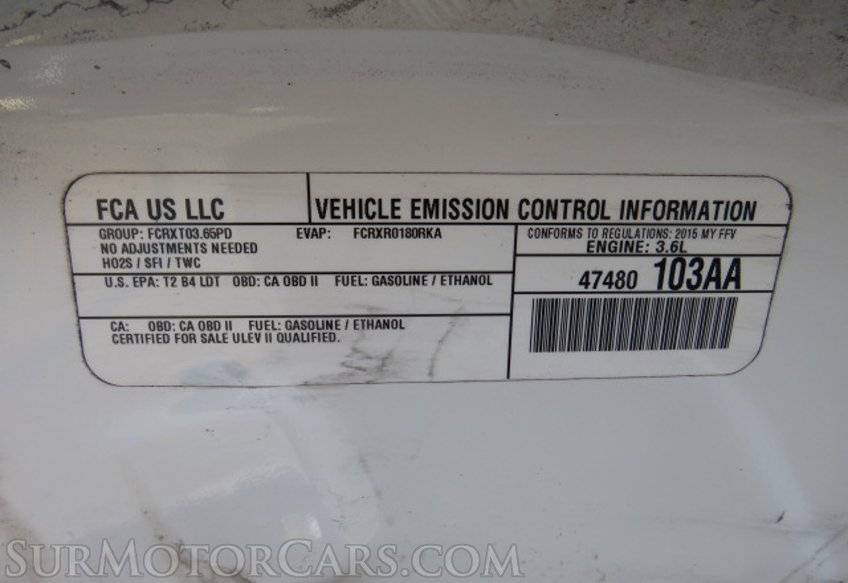 FCA US LLC
VEHICLE EMISSION CONTROL INFORMATION
GROUP: FCRXT03.65PD EVAP: FCRXR0180RKA
NO ADJUSTMENTS NEEDED
HO2S / SFI / TWC
CONFORMS TO REGULATIONS: 2015 MY FFV
ENGINE: 3.6L
U.S. EPA: T2 B4 LDT OBD: CA OBD II FUEL: GASOLINE / ETHANOL
47480 103AA
CA: OBD: CA OBD II FUEL: GASOLINE / ETHANOL
CERTIFIED FOR SALE ULEV II QUALIFIED.
SURMOTORCARS.COM